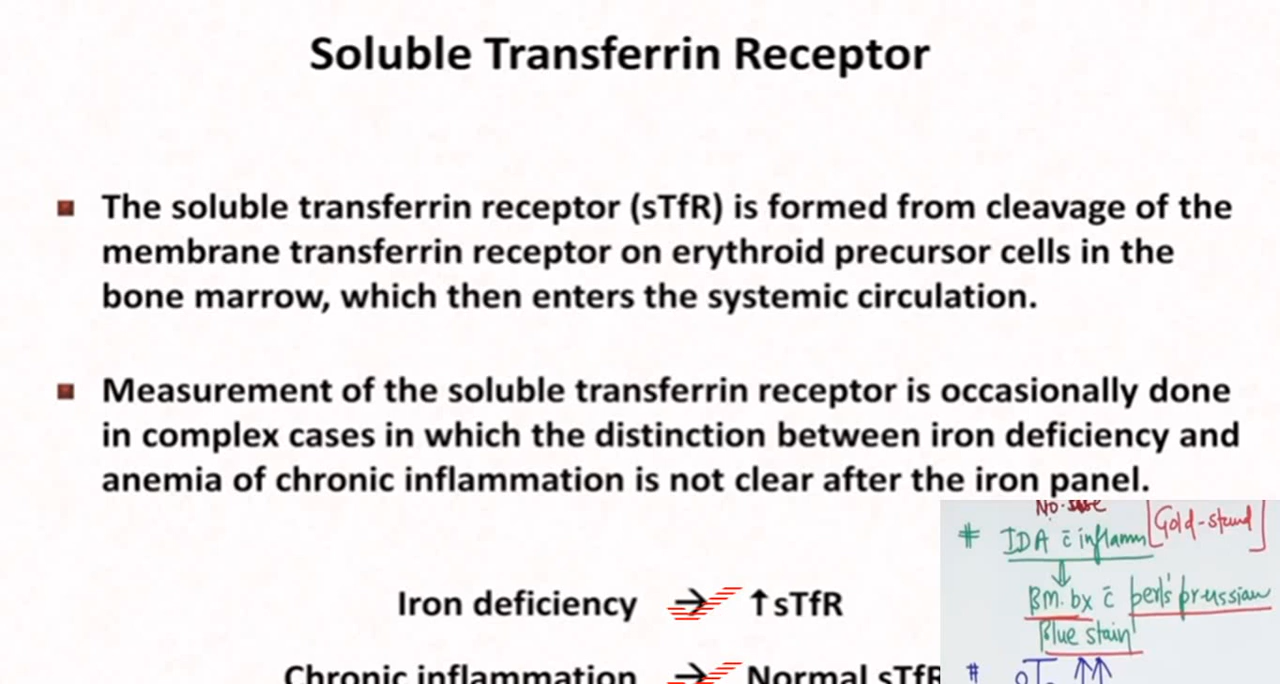 Soluble Transferrin Receptor
The soluble transferrin receptor (sTfR) is formed from cleavage of the
membrane transferrin receptor on erythroid precursor cells in the
bone marrow, which then enters the systemic circulation.
Measurement of the soluble transferrin receptor is occasionally done
in complex cases in which the distinction between iron deficiency and
anemia of chronic inflammation is not clear after the iron panel.
Iron deficiency → ↑sTfR
Chronic inflammation → Normal sTfR
[Gold-stand]
# IDA c̄ inflamm
⇓
Bm. bx c̄ perl's prussian
Blue stain
# ↑↑